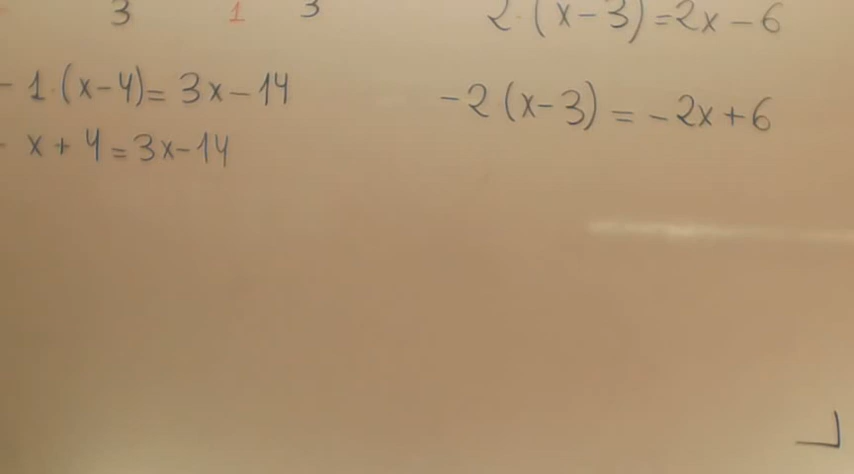 3 1 3
- 1·(x-4)= 3x-14
- x+4=3x-14
2·(x-3)=2x-6
-2(x-3)=-2x+6